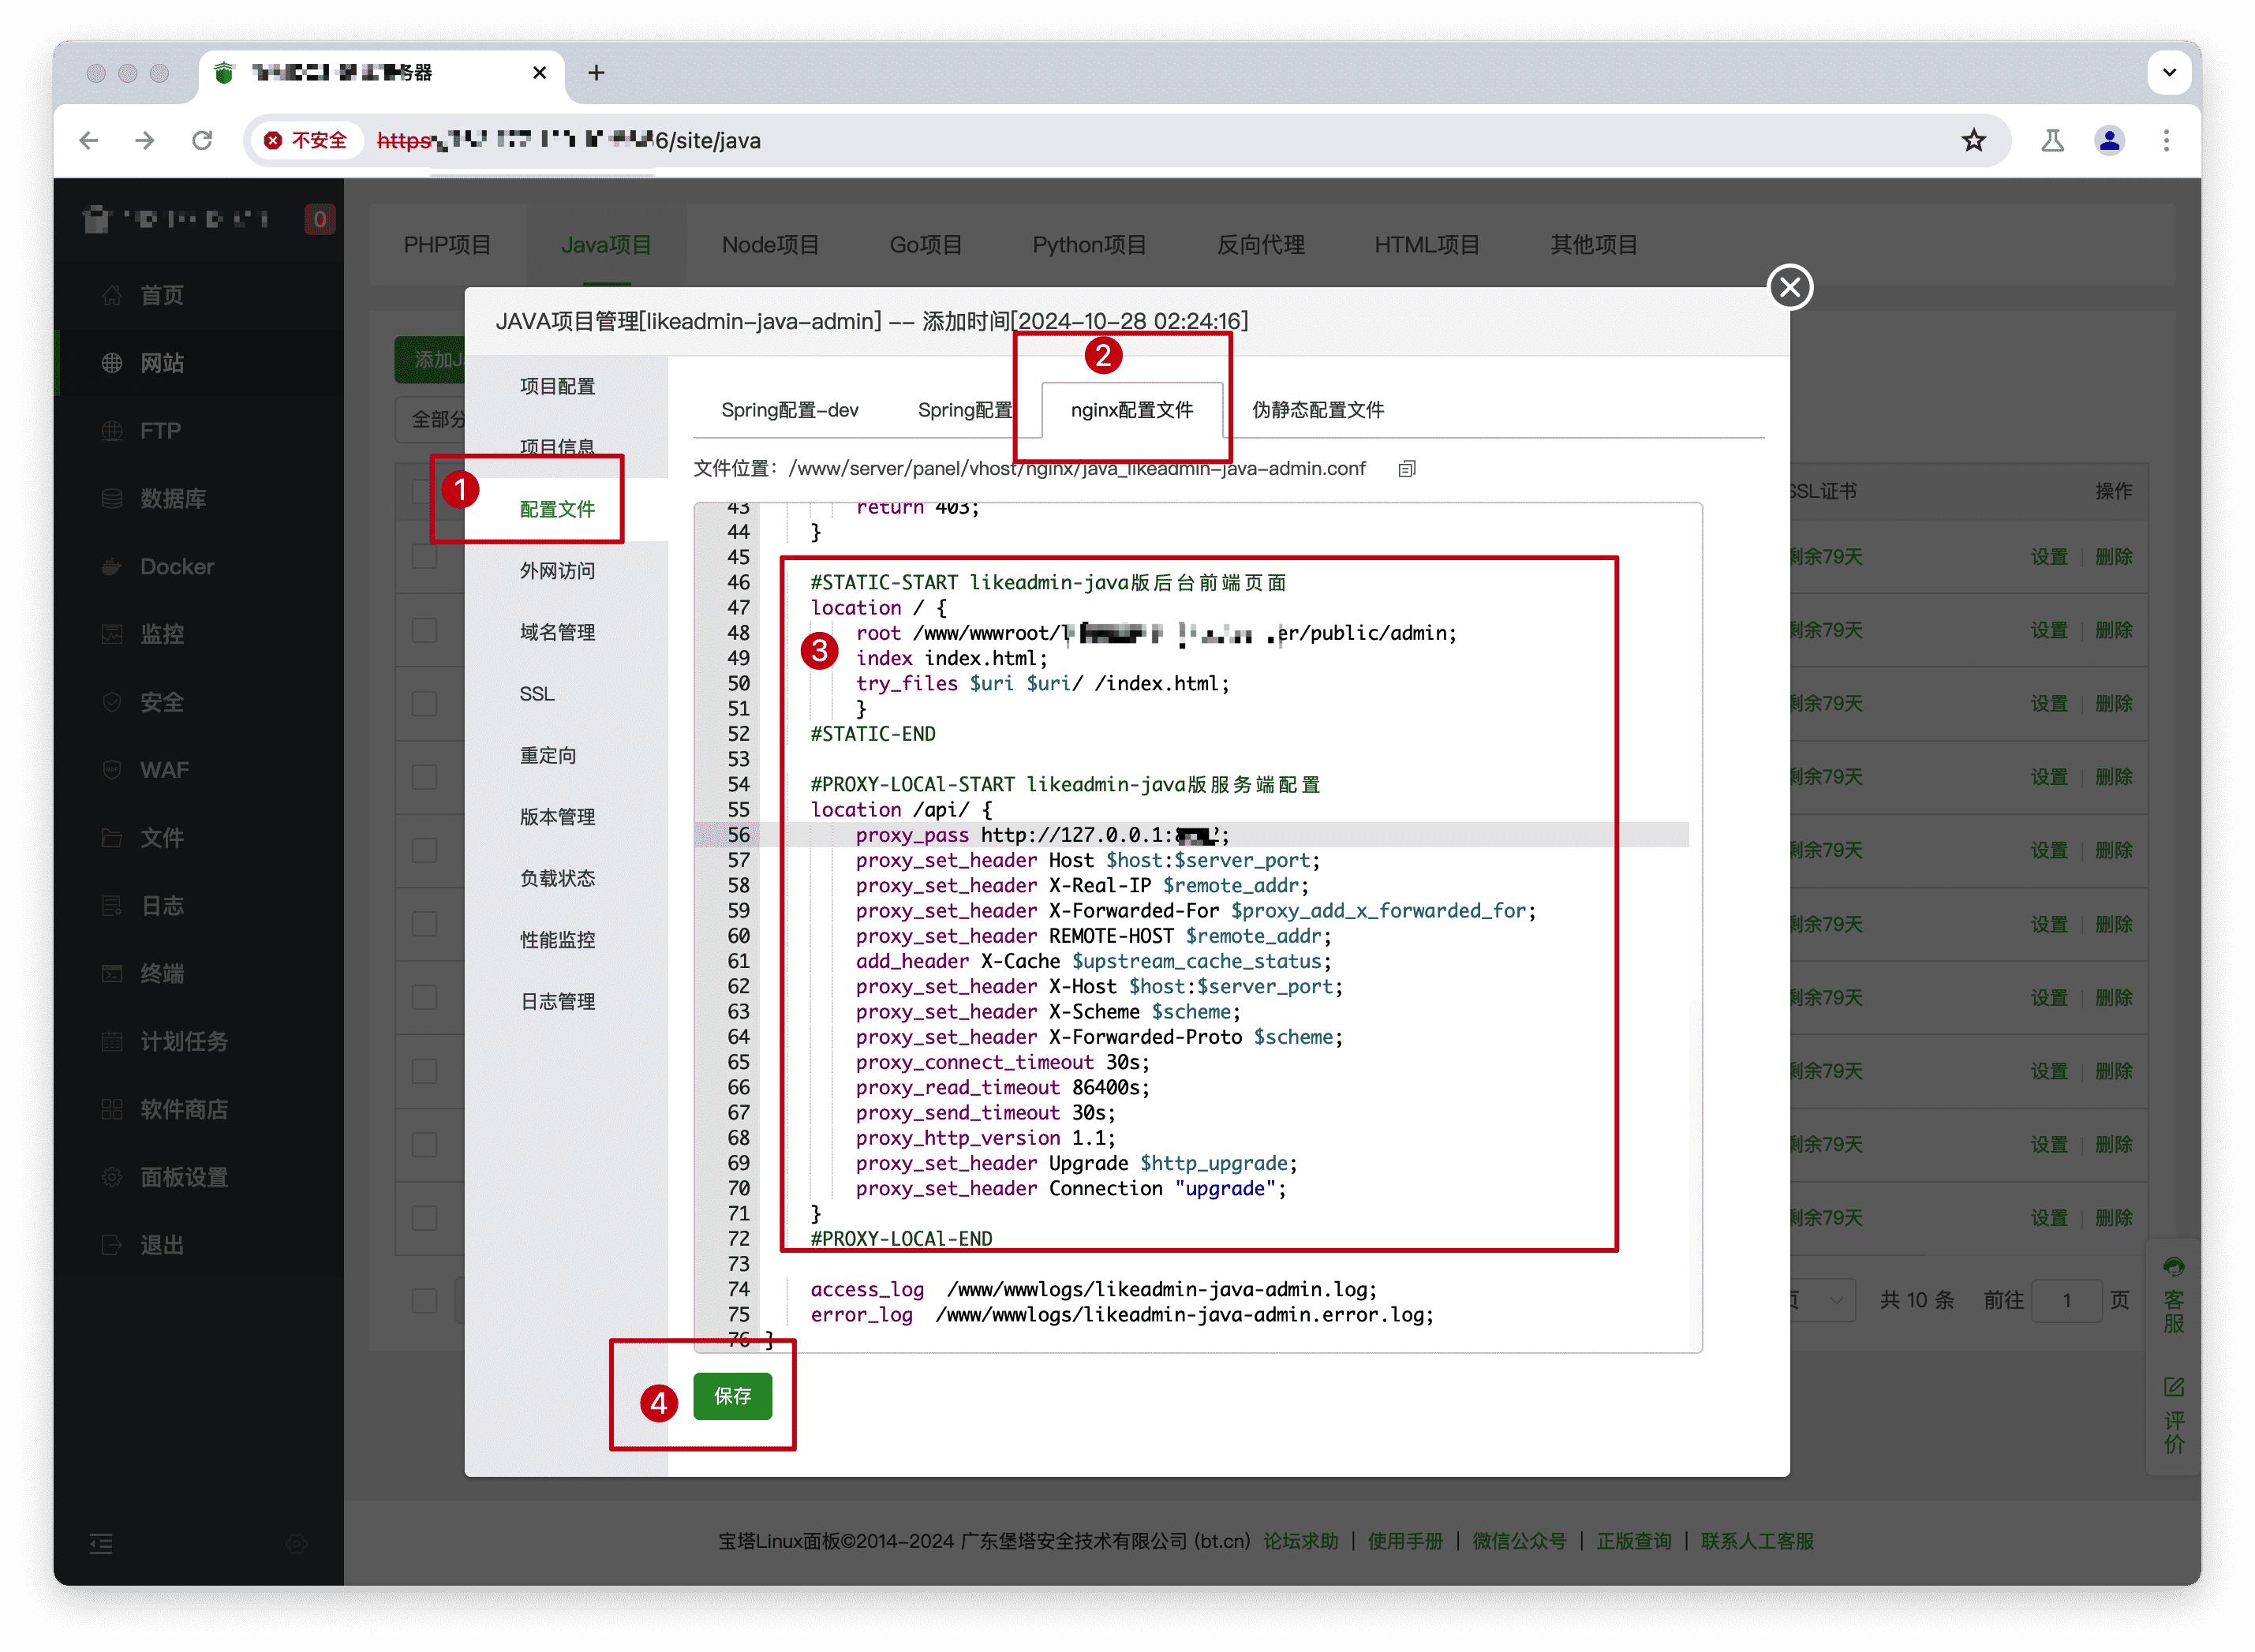 务器
不安全 https 6/site/java
0
首页
网站
FTP
数据库
Docker
监控
安全
WAF
文件
日志
终端
计划任务
软件商店
面板设置
退出
PHP项目 Java项目 Node项目 Go项目 Python项目 反向代理 HTML项目 其他项目
添加J
全部分
JAVA项目管理[likeadmin-java-admin] -- 添加时间[2024-10-28 02:24:16]
项目配置
项目信息
1
配置文件
外网访问
域名管理
SSL
重定向
版本管理
负载状态
性能监控
日志管理
2
Spring配置-dev Spring配置 nginx配置文件 伪静态配置文件
文件位置: /www/server/panel/vhost/nginx/java_likeadmin-java-admin.conf
43 return 403;
44 }
45
46 #STATIC-START likeadmin-java版后台前端页面
47 location / {
48 root /www/wwwroot/ er/public/admin;
3
49 index index.html;
50 try_files $uri $uri/ /index.html;
51 }
52 #STATIC-END
53
54 #PROXY-LOCAl-START likeadmin-java版服务端配置
55 location /api/ {
56 proxy_pass http://127.0.0.1: ;
57 proxy_set_header Host $host:$server_port;
58 proxy_set_header X-Real-IP $remote_addr;
59 proxy_set_header X-Forwarded-For $proxy_add_x_forwarded_for;
60 proxy_set_header REMOTE-HOST $remote_addr;
61 add_header X-Cache $upstream_cache_status;
62 proxy_set_header X-Host $host:$server_port;
63 proxy_set_header X-Scheme $scheme;
64 proxy_set_header X-Forwarded-Proto $scheme;
65 proxy_connect_timeout 30s;
66 proxy_read_timeout 86400s;
67 proxy_send_timeout 30s;
68 proxy_http_version 1.1;
69 proxy_set_header Upgrade $http_upgrade;
70 proxy_set_header Connection "upgrade";
71 }
72 #PROXY-LOCAl-END
73
74 access_log /www/wwwlogs/likeadmin-java-admin.log;
75 error_log /www/wwwlogs/likeadmin-java-admin.error.log;
76 }
4 保存
SSL证书 操作
剩余79天 设置 删除
剩余79天 设置 删除
剩余79天 设置 删除
剩余79天 设置 删除
剩余79天 设置 删除
剩余79天 设置 删除
剩余79天 设置 删除
剩余79天 设置 删除
剩余79天 设置 删除
剩余79天 设置 删除
页 共 10 条 前往 1 页
客服
评价
宝塔Linux面板©2014-2024 广东堡塔安全技术有限公司 (bt.cn) 论坛求助 | 使用手册 | 微信公众号 | 正版查询 | 联系人工客服